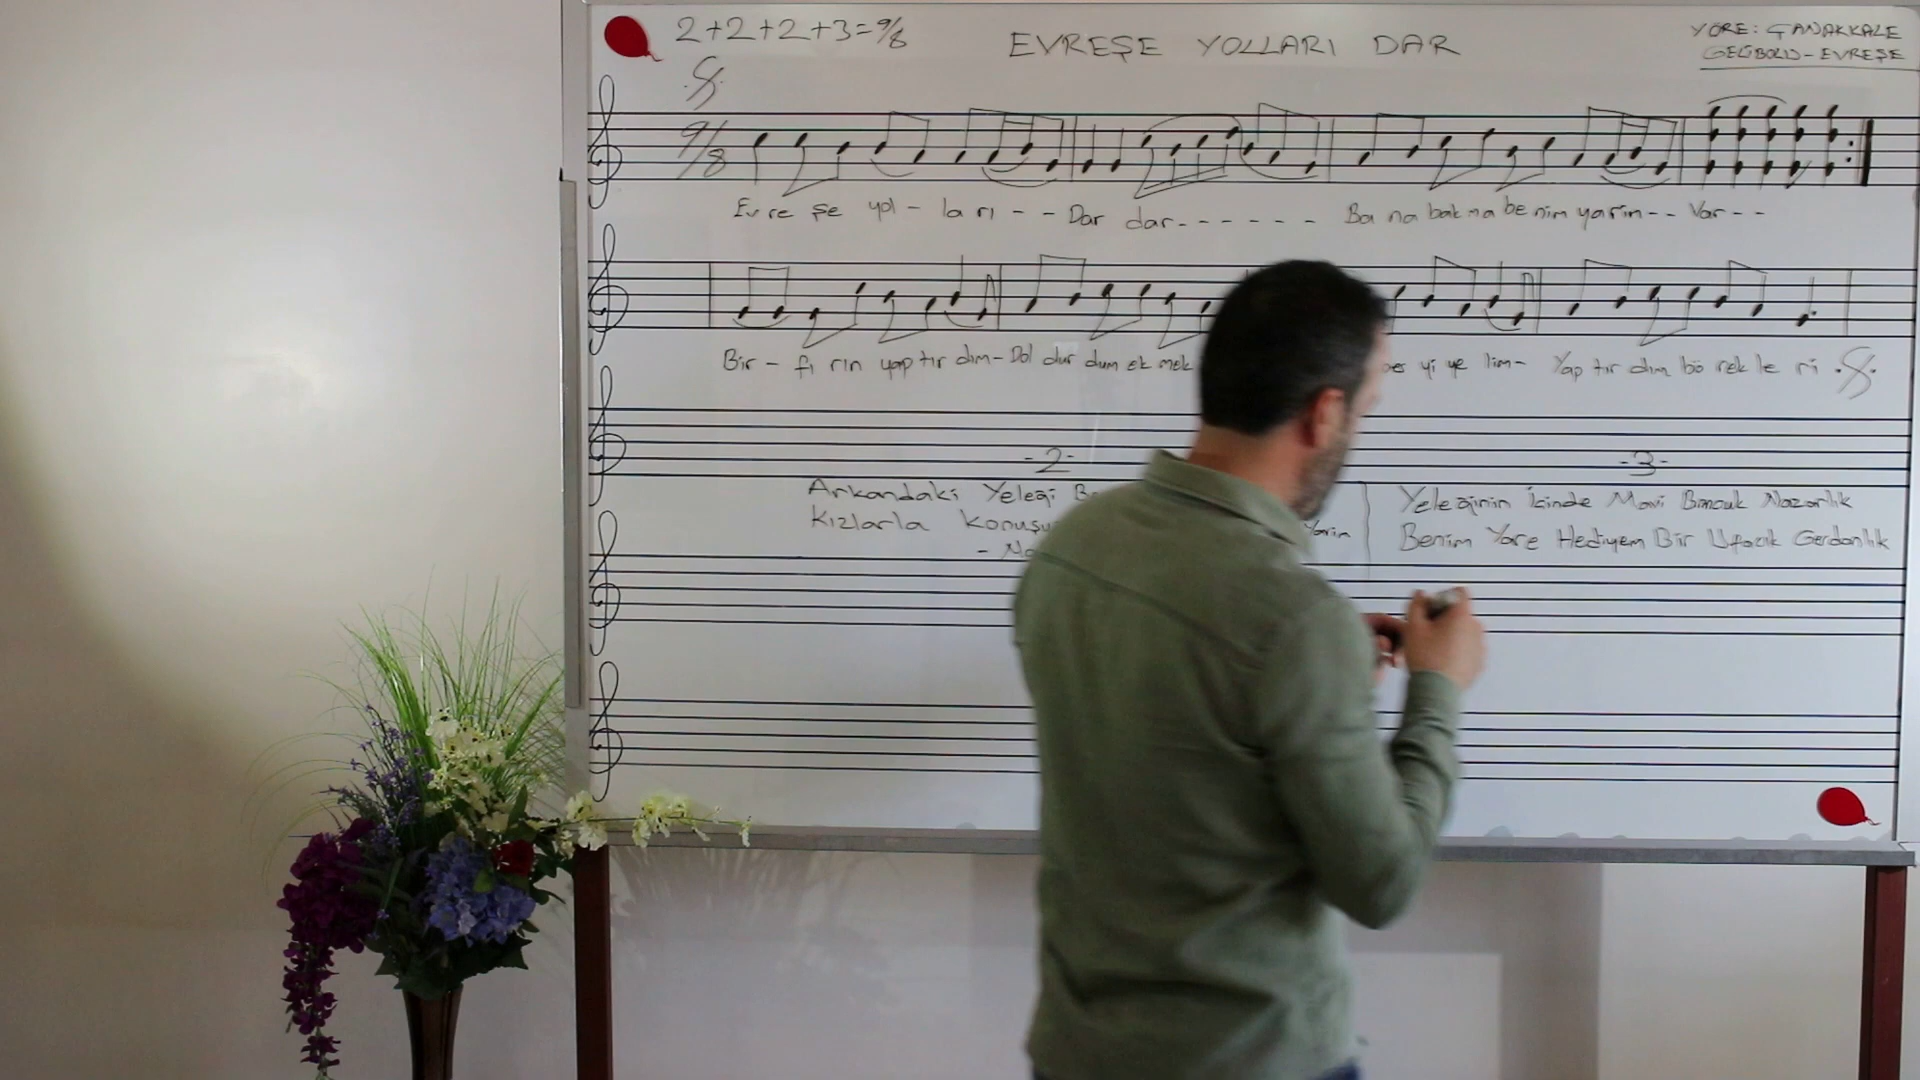 2+2+2+3=9/8
EVREŞE YOLLARI DAR
YÖRE: ÇANAKKALE
GELİBOLU-EVREŞE
9/8
Ev re şe yol - la rı - - Dar dar - - - - - - Ba na bak ma be nim yarim - - Var - -
Bir - fı rın yap tır dım - Dol dur dum ek mek yi ye lim - Yap tır dım bö rek le ri
-2-
Arkandaki Yeleği
Kızlarla Yarim
-3-
Yeleğinin İçinde Mavi Boncuk Nazarlık
Benim Yare Hediyem Bir Ufacık Gerdanlık